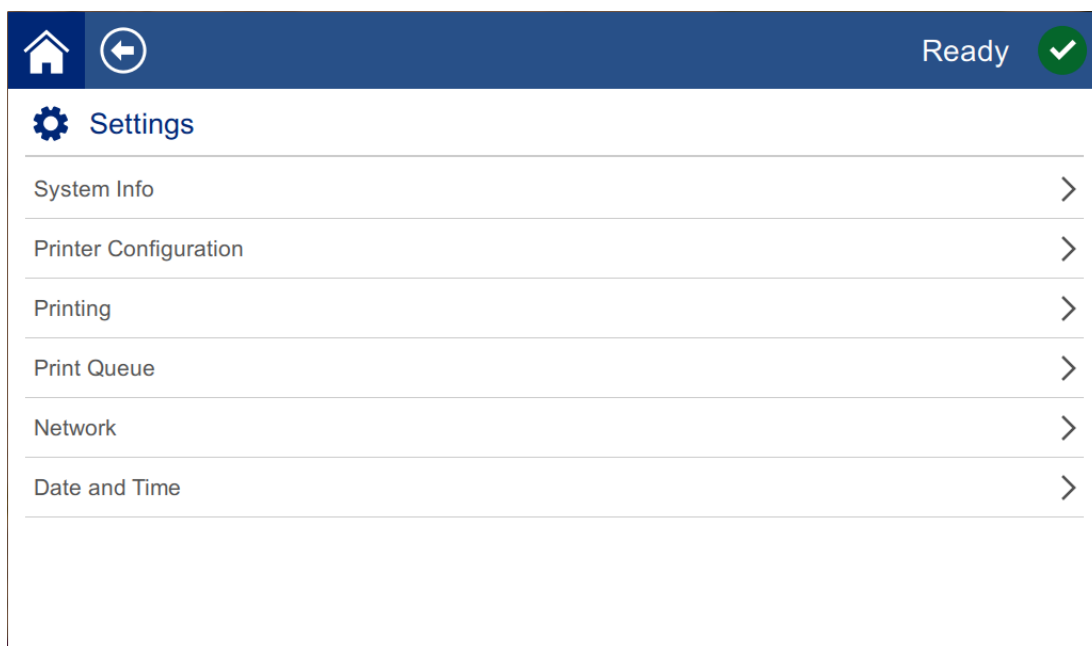 Ready
Settings
System Info
Printer Configuration
Printing
Print Queue
Network
Date and Time